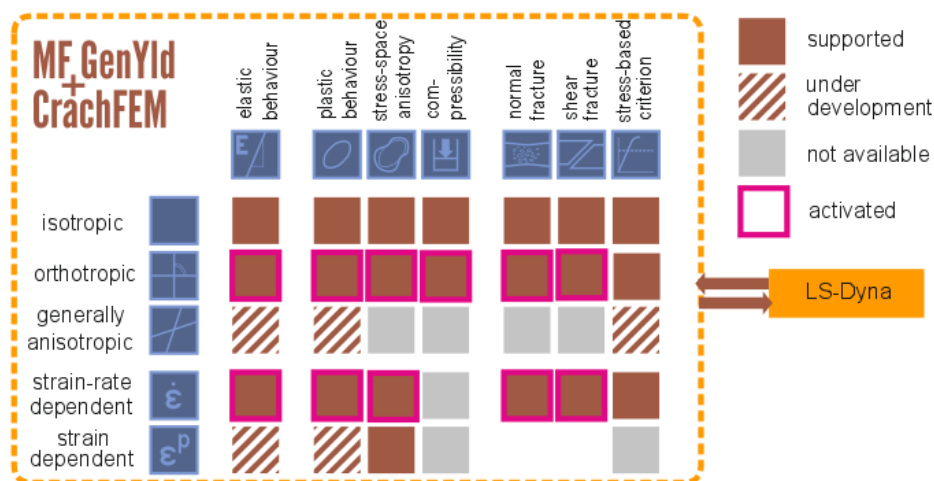 MF GenYld
+
CrachFEM
elastic
behaviour
plastic
behaviour
stress-space
anisotropy
com-
pressibility
normal
fracture
shear
fracture
stress-based
criterion
E
isotropic
orthotropic
generally
anisotropic
strain-rate
dependent
ε̇
strain
dependent
εᵖ
supported
under
development
not available
activated
LS-Dyna